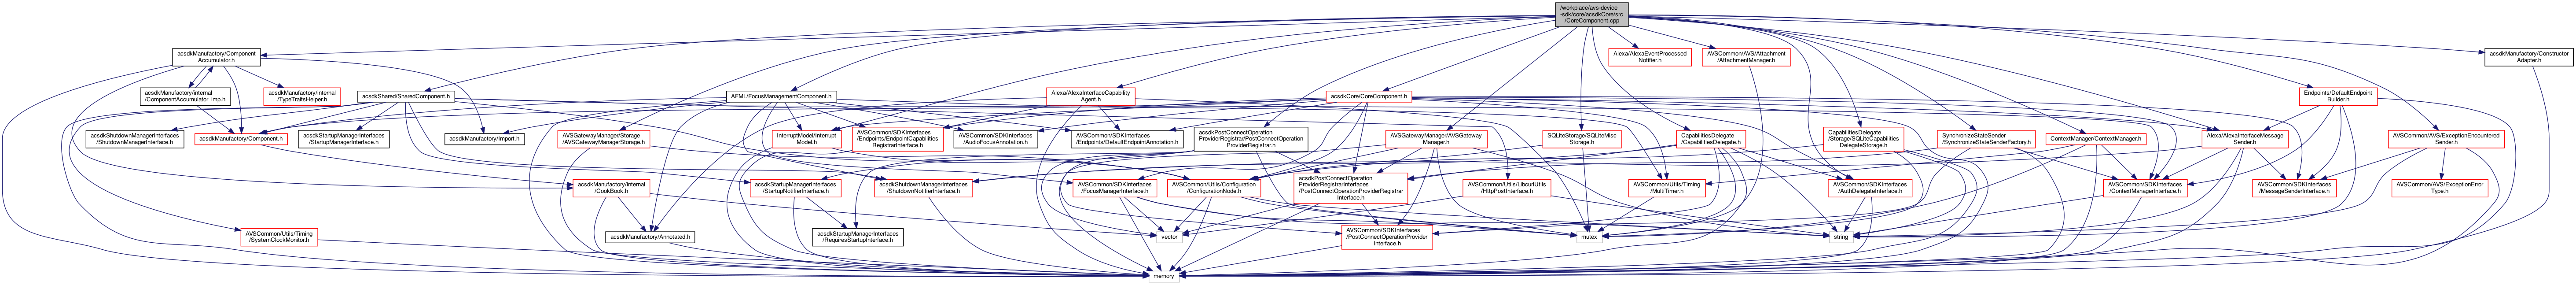 /workplace/avs-device
-sdk/core/acsdkCore/src
/CoreComponent.cpp
acsdkManufactory/Component
Accumulator.h
Alexa/AlexaEventProcessed
Notifier.h
AVSCommon/AVS/Attachment
/AttachmentManager.h
acsdkManufactory/Constructor
Adapter.h
acsdkManufactory/internal
/ComponentAccumulator_imp.h
acsdkManufactory/internal
/TypeTraitsHelper.h
acsdkShared/SharedComponent.h
AFML/FocusManagementComponent.h
Alexa/AlexaInterfaceCapability
Agent.h
acsdkCore/CoreComponent.h
Endpoints/DefaultEndpoint
Builder.h
acsdkShutdownManagerInterfaces
/ShutdownManagerInterface.h
acsdkManufactory/Component.h
acsdkStartupManagerInterfaces
/StartupManagerInterface.h
acsdkManufactory/Import.h
AVSGatewayManager/Storage
/AVSGatewayManagerStorage.h
InterruptModel/Interrupt
Model.h
AVSCommon/SDKInterfaces
/Endpoints/EndpointCapabilities
RegistrarInterface.h
AVSCommon/SDKInterfaces
/AudioFocusAnnotation.h
AVSCommon/SDKInterfaces
/Endpoints/DefaultEndpointAnnotation.h
acsdkPostConnectOperation
ProviderRegistrar/PostConnectOperation
ProviderRegistrar.h
AVSGatewayManager/AVSGateway
Manager.h
SQLiteStorage/SQLiteMisc
Storage.h
CapabilitiesDelegate
/CapabilitiesDelegate.h
CapabilitiesDelegate
/Storage/SQLiteCapabilities
DelegateStorage.h
SynchronizeStateSender
/SynchronizeStateSenderFactory.h
ContextManager/ContextManager.h
Alexa/AlexaInterfaceMessage
Sender.h
AVSCommon/AVS/ExceptionEncountered
Sender.h
acsdkManufactory/internal
/CookBook.h
acsdkStartupManagerInterfaces
/StartupNotifierInterface.h
acsdkShutdownManagerInterfaces
/ShutdownNotifierInterface.h
AVSCommon/SDKInterfaces
/FocusManagerInterface.h
AVSCommon/Utils/Configuration
/ConfigurationNode.h
acsdkPostConnectOperation
ProviderRegistrarInterfaces
/PostConnectOperationProviderRegistrar
Interface.h
AVSCommon/Utils/LibcurlUtils
/HttpPostInterface.h
AVSCommon/Utils/Timing
/MultiTimer.h
AVSCommon/SDKInterfaces
/AuthDelegateInterface.h
AVSCommon/SDKInterfaces
/ContextManagerInterface.h
AVSCommon/SDKInterfaces
/MessageSenderInterface.h
AVSCommon/AVS/ExceptionError
Type.h
AVSCommon/Utils/Timing
/SystemClockMonitor.h
acsdkManufactory/Annotated.h
acsdkStartupManagerInterfaces
/RequiresStartupInterface.h
vector
AVSCommon/SDKInterfaces
/PostConnectOperationProvider
Interface.h
mutex
string
memory